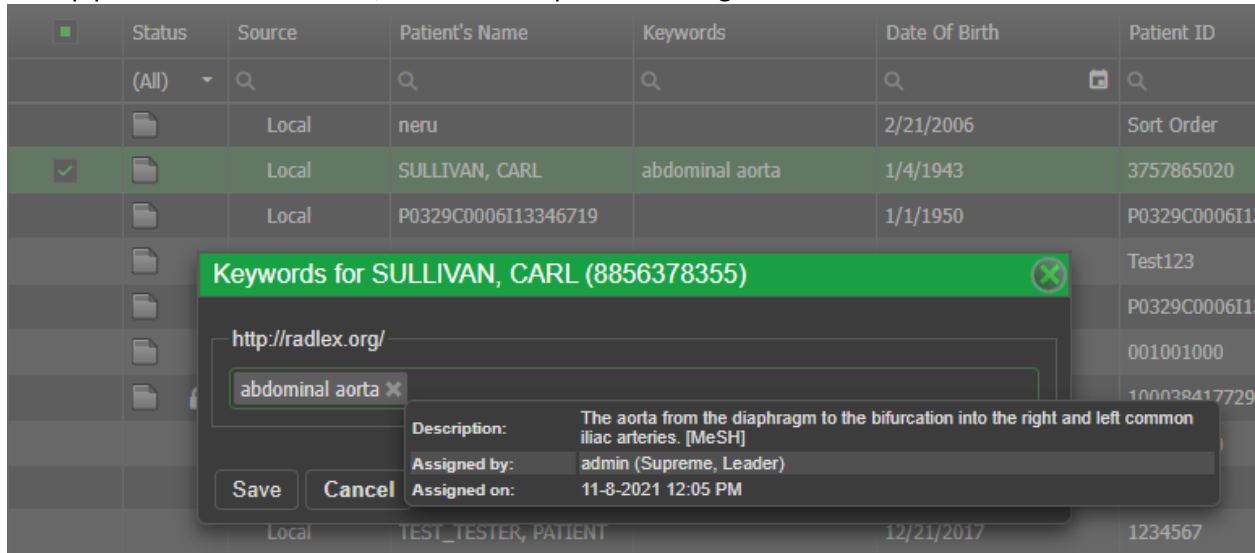 Status Source Patient's Name Keywords Date Of Birth Patient ID
(All)
Local neru 2/21/2006 Sort Order
Local SULLIVAN, CARL abdominal aorta 1/4/1943 3757865020
Local P0329C0006I13346719 1/1/1950 P0329C0006I1
Test123
Keywords for SULLIVAN, CARL (8856378355)
P0329C0006I1
http://radlex.org/
001001000
abdominal aorta
100038417729
Description: The aorta from the diaphragm to the bifurcation into the right and left common
iliac arteries. [MeSH]
Assigned by: admin (Supreme, Leader)
Save Cancel Assigned on: 11-8-2021 12:05 PM
Local TEST_TESTER, PATIENT 12/21/2017 1234567